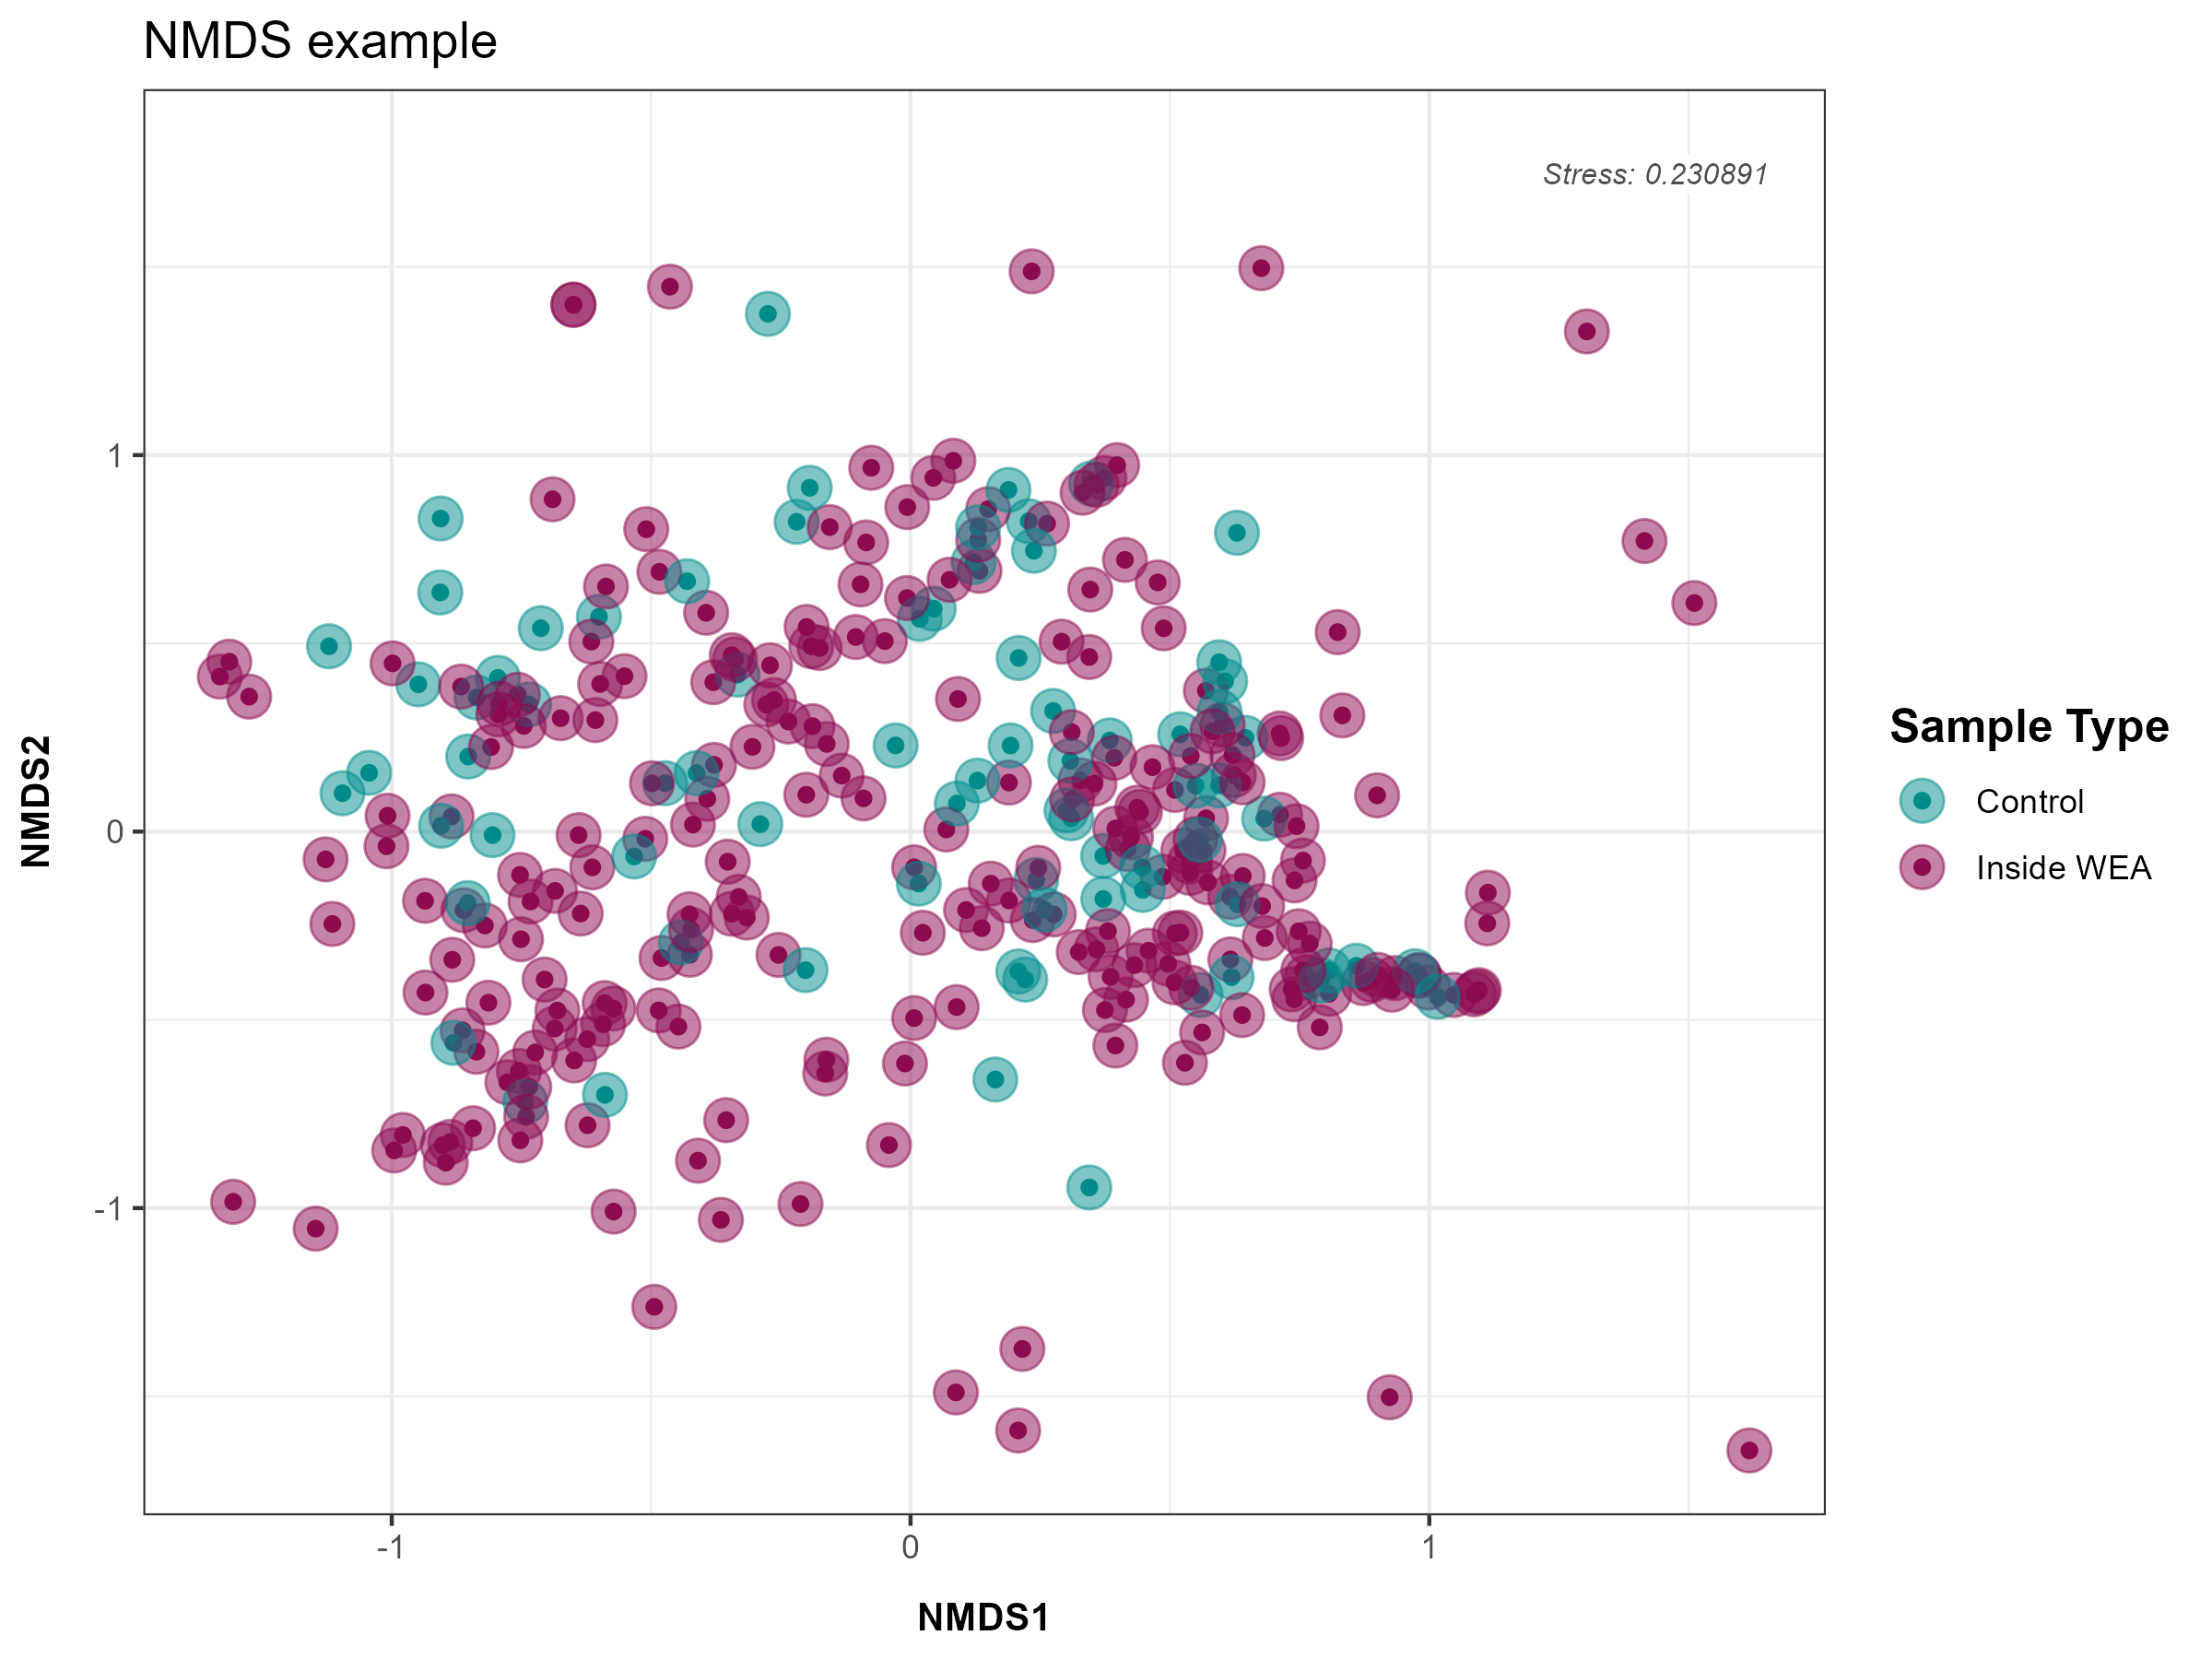 NMDS example
Stress: 0.230891
1
0
-1
NMDS2
-1
0
1
NMDS1
Sample Type
Control
Inside WEA